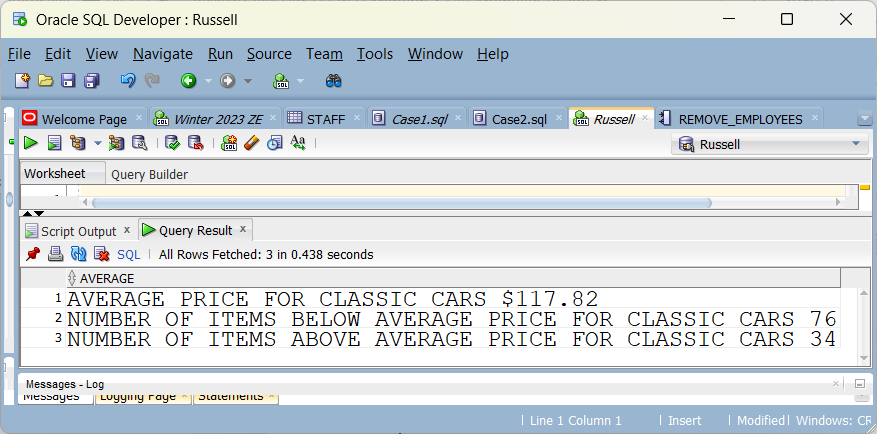 Oracle SQL Developer : Russell
File Edit View Navigate Run Source Team Tools Window Help
Welcome Page Winter 2023 ZE STAFF Case1.sql Case2.sql Russell REMOVE_EMPLOYEES
Russell
Worksheet Query Builder
Script Output x Query Result x
SQL | All Rows Fetched: 3 in 0.438 seconds
AVERAGE
1 AVERAGE PRICE FOR CLASSIC CARS $117.82
2 NUMBER OF ITEMS BELOW AVERAGE PRICE FOR CLASSIC CARS 76
3 NUMBER OF ITEMS ABOVE AVERAGE PRICE FOR CLASSIC CARS 34
Messages - Log
Messages Logging Page Statements
| Line 1 Column 1 | Insert | Modified | Windows: CR